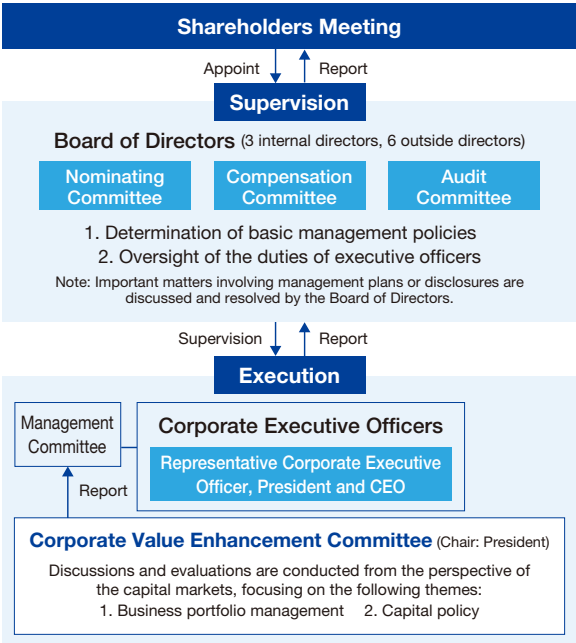 Shareholders Meeting
Appoint
Report
Supervision
Board of Directors (3 internal directors, 6 outside directors)
Nominating
Committee
Compensation
Committee
Audit
Committee
1. Determination of basic management policies
2. Oversight of the duties of executive officers
Note: Important matters involving management plans or disclosures are
discussed and resolved by the Board of Directors.
Supervision
Report
Execution
Management
Committee
Corporate Executive Officers
Representative Corporate Executive
Officer, President and CEO
Report
Corporate Value Enhancement Committee (Chair: President)
Discussions and evaluations are conducted from the perspective of
the capital markets, focusing on the following themes:
1. Business portfolio management 2. Capital policy